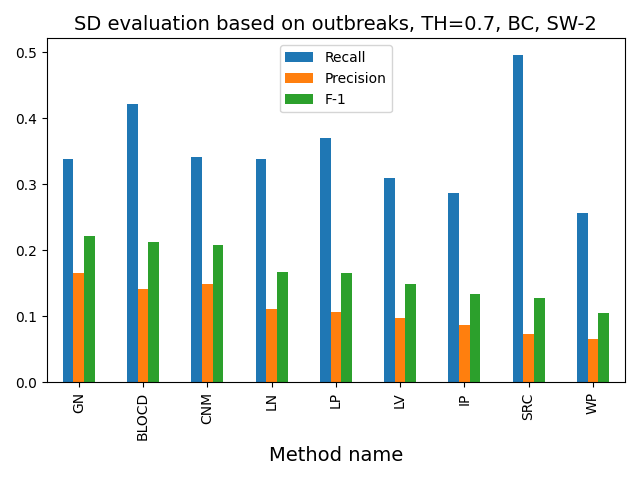 SD evaluation based on outbreaks, TH=0.7, BC, SW-2
Recall
Precision
F-1
0.5
0.4
0.3
0.2
0.1
0.0
GN
BLOCD
CNM
LN
LP
LV
IP
SRC
WP
Method name